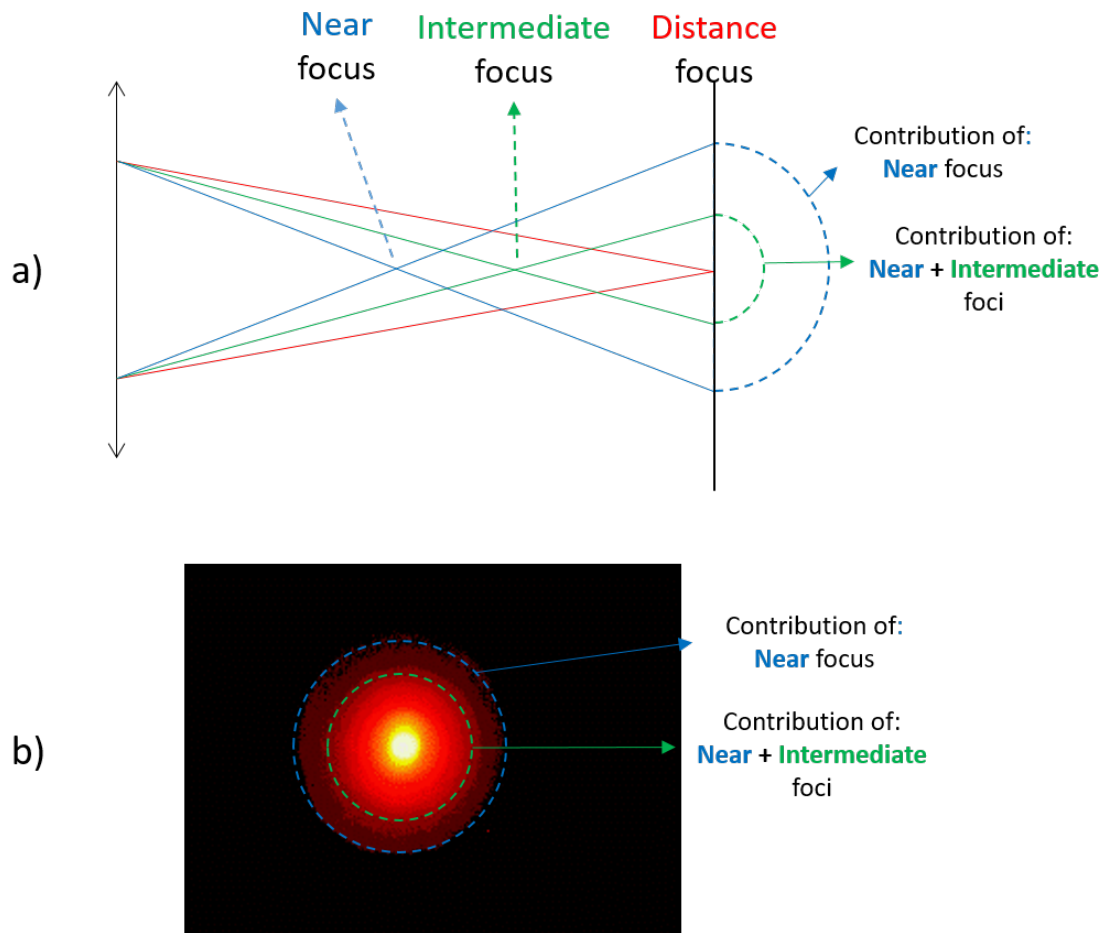 Near
focus
Intermediate
focus
Distance
focus
a)
Contribution of:
Near focus
Contribution of:
Near + Intermediate
foci
b)
Contribution of:
Near focus
Contribution of:
Near + Intermediate
foci